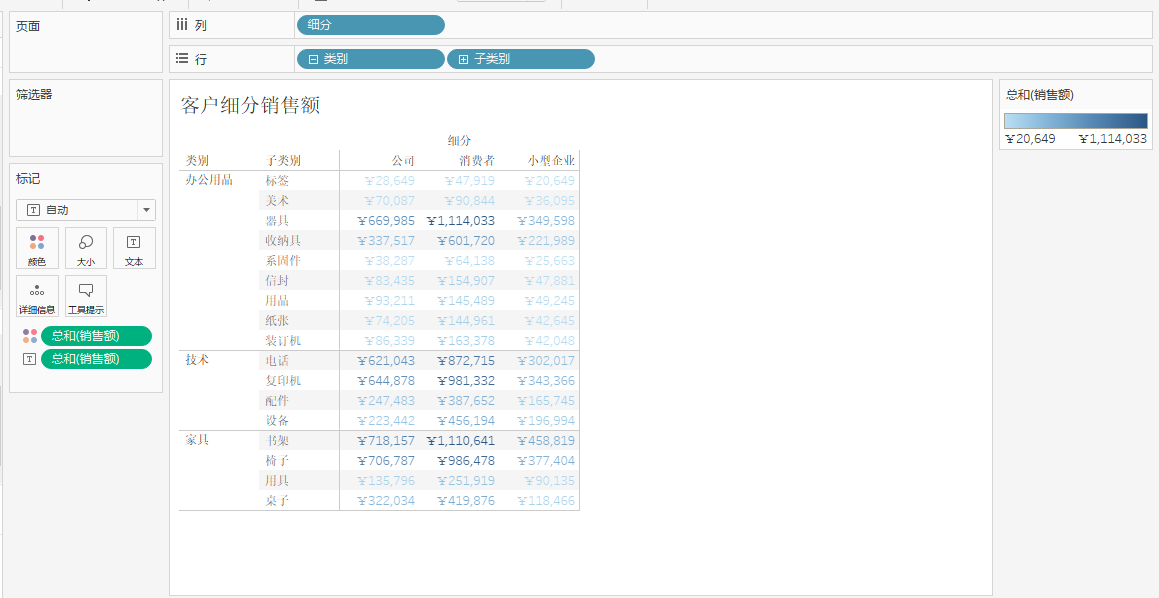 页面
列 细分
行 类别 子类别
筛选器
标记
自动
颜色 大小 文本
详细信息 工具提示
总和(销售额)
总和(销售额)
客户细分销售额
细分
类别 子类别 公司 消费者 小型企业
办公用品 标签 ¥28,649 ¥47,919 ¥20,649
美术 ¥70,087 ¥90,844 ¥36,095
器具 ¥669,985 ¥1,114,033 ¥349,598
收纳具 ¥337,517 ¥601,720 ¥221,989
系固件 ¥38,287 ¥64,138 ¥25,663
信封 ¥83,435 ¥154,907 ¥47,881
用品 ¥93,211 ¥145,489 ¥49,245
纸张 ¥74,205 ¥144,961 ¥42,645
装订机 ¥86,339 ¥163,378 ¥42,048
技术 电话 ¥621,043 ¥872,715 ¥302,017
复印机 ¥644,878 ¥981,332 ¥343,366
配件 ¥247,483 ¥387,652 ¥165,745
设备 ¥223,442 ¥456,194 ¥196,994
家具 书架 ¥718,157 ¥1,110,641 ¥458,819
椅子 ¥706,787 ¥986,478 ¥377,404
用具 ¥135,796 ¥251,919 ¥90,135
桌子 ¥322,034 ¥419,876 ¥118,466
总和(销售额)
¥20,649 ¥1,114,033